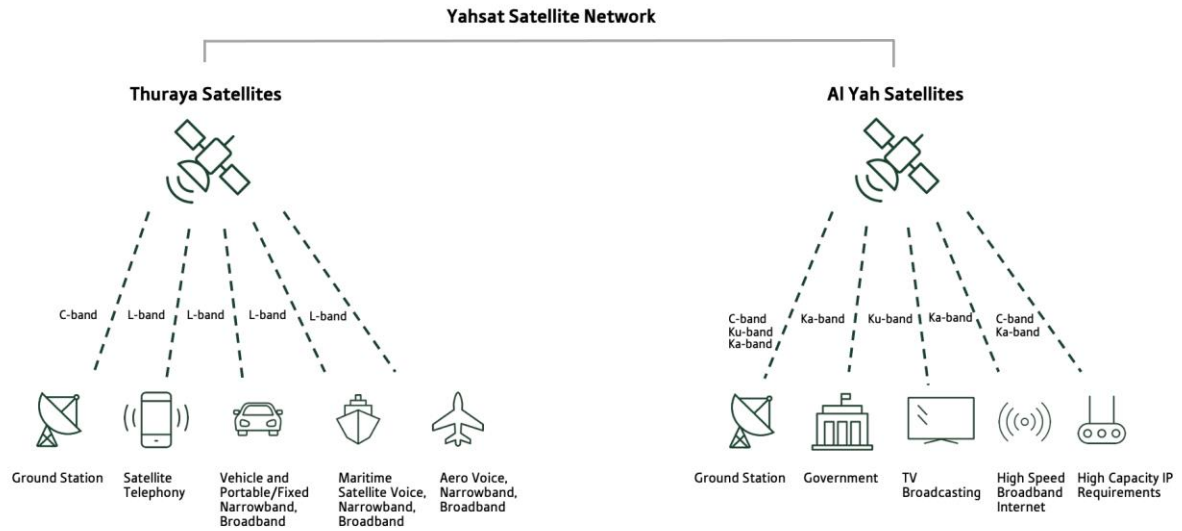 Yahsat Satellite Network
Thuraya Satellites
Al Yah Satellites
C-band
L-band
L-band
L-band
L-band
C-band
Ku-band
Ka-band
Ka-band
Ku-band
Ka-band
C-band
Ka-band
Ground Station
Satellite
Telephony
Vehicle and
Portable/Fixed
Narrowband,
Broadband
Maritime
Satellite Voice,
Narrowband,
Broadband
Aero Voice,
Narrowband,
Broadband
Ground Station
Government
TV
Broadcasting
High Speed
Broadband
Internet
High Capacity IP
Requirements